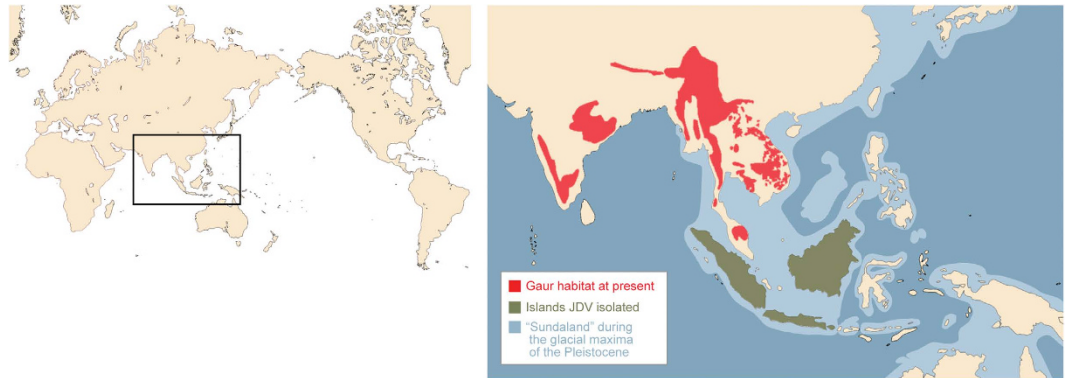 Gaur habitat at present
Islands JDV isolated
"Sundaland" during
the glacial maxima
of the Pleistocene